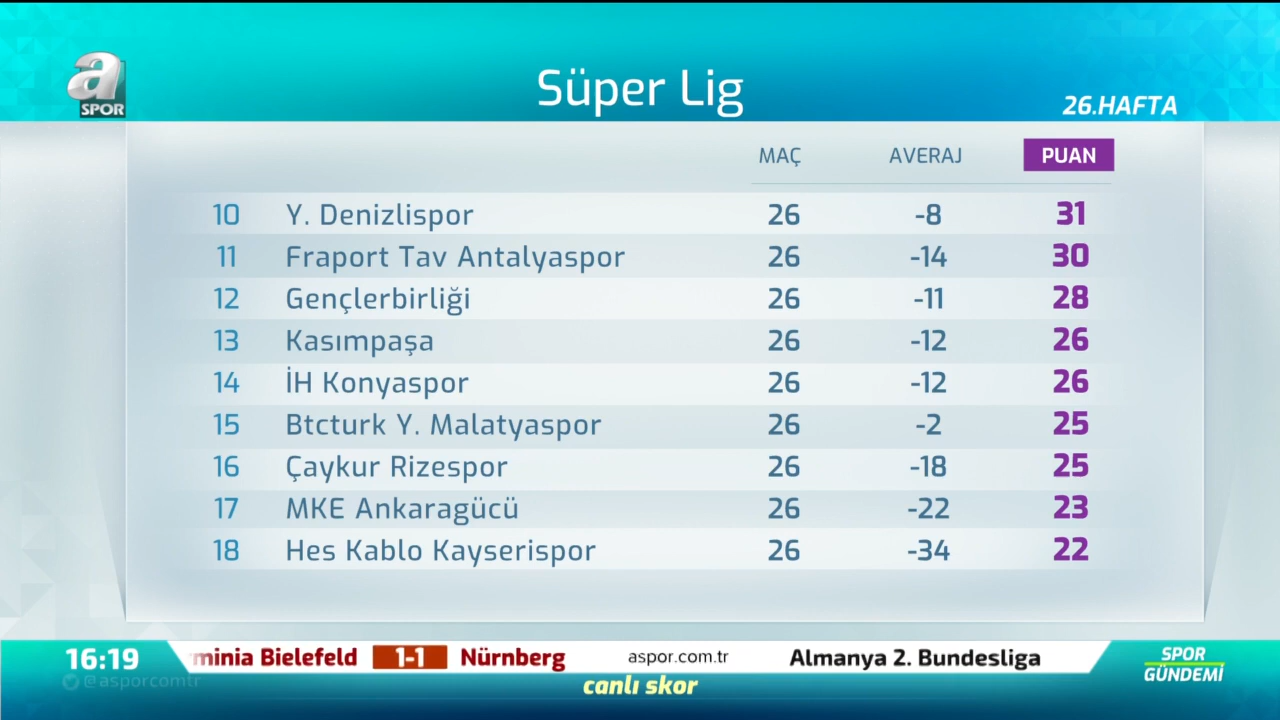 a
SPOR
Süper Lig
26.HAFTA
MAÇ AVERAJ PUAN
10 Y. Denizlispor 26 -8 31
11 Fraport Tav Antalyaspor 26 -14 30
12 Gençlerbirliği 26 -11 28
13 Kasımpaşa 26 -12 26
14 İH Konyaspor 26 -12 26
15 Btcturk Y. Malatyaspor 26 -2 25
16 Çaykur Rizespor 26 -18 25
17 MKE Ankaragücü 26 -22 23
18 Hes Kablo Kayserispor 26 -34 22
16:19 rminia Bielefeld 1-1 Nürnberg aspor.com.tr Almanya 2. Bundesliga
@asporcomtr
canlı skor
SPOR
GÜNDEMİ